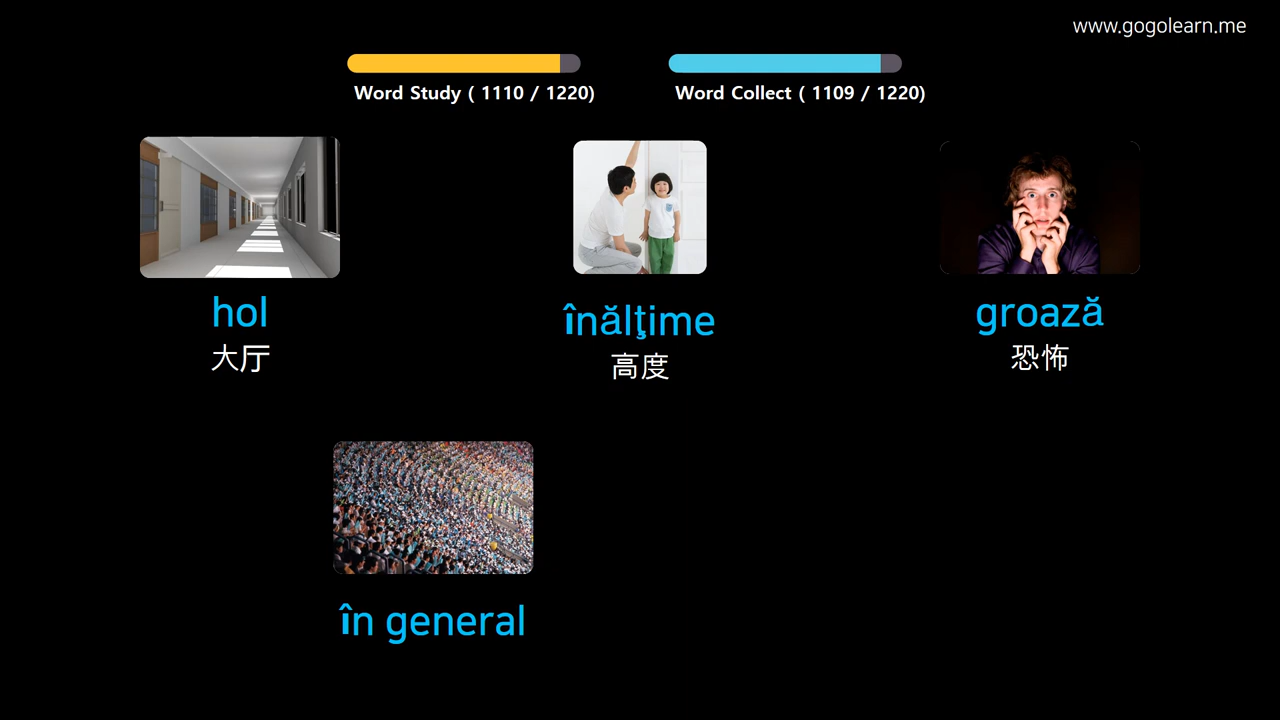 www.gogolearn.me
Word Study ( 1110 / 1220)
Word Collect ( 1109 / 1220)
hol
大厅
înălţime
高度
groază
恐怖
în general